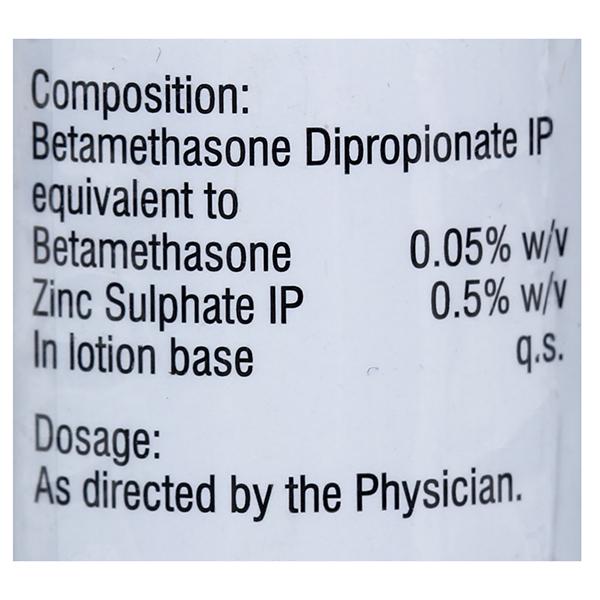 Composition:
Betamethasone Dipropionate IP
equivalent to
Betamethasone 0.05% w/v
Zinc Sulphate IP 0.5% w/v
In lotion base q.s.
Dosage:
As directed by the Physician.